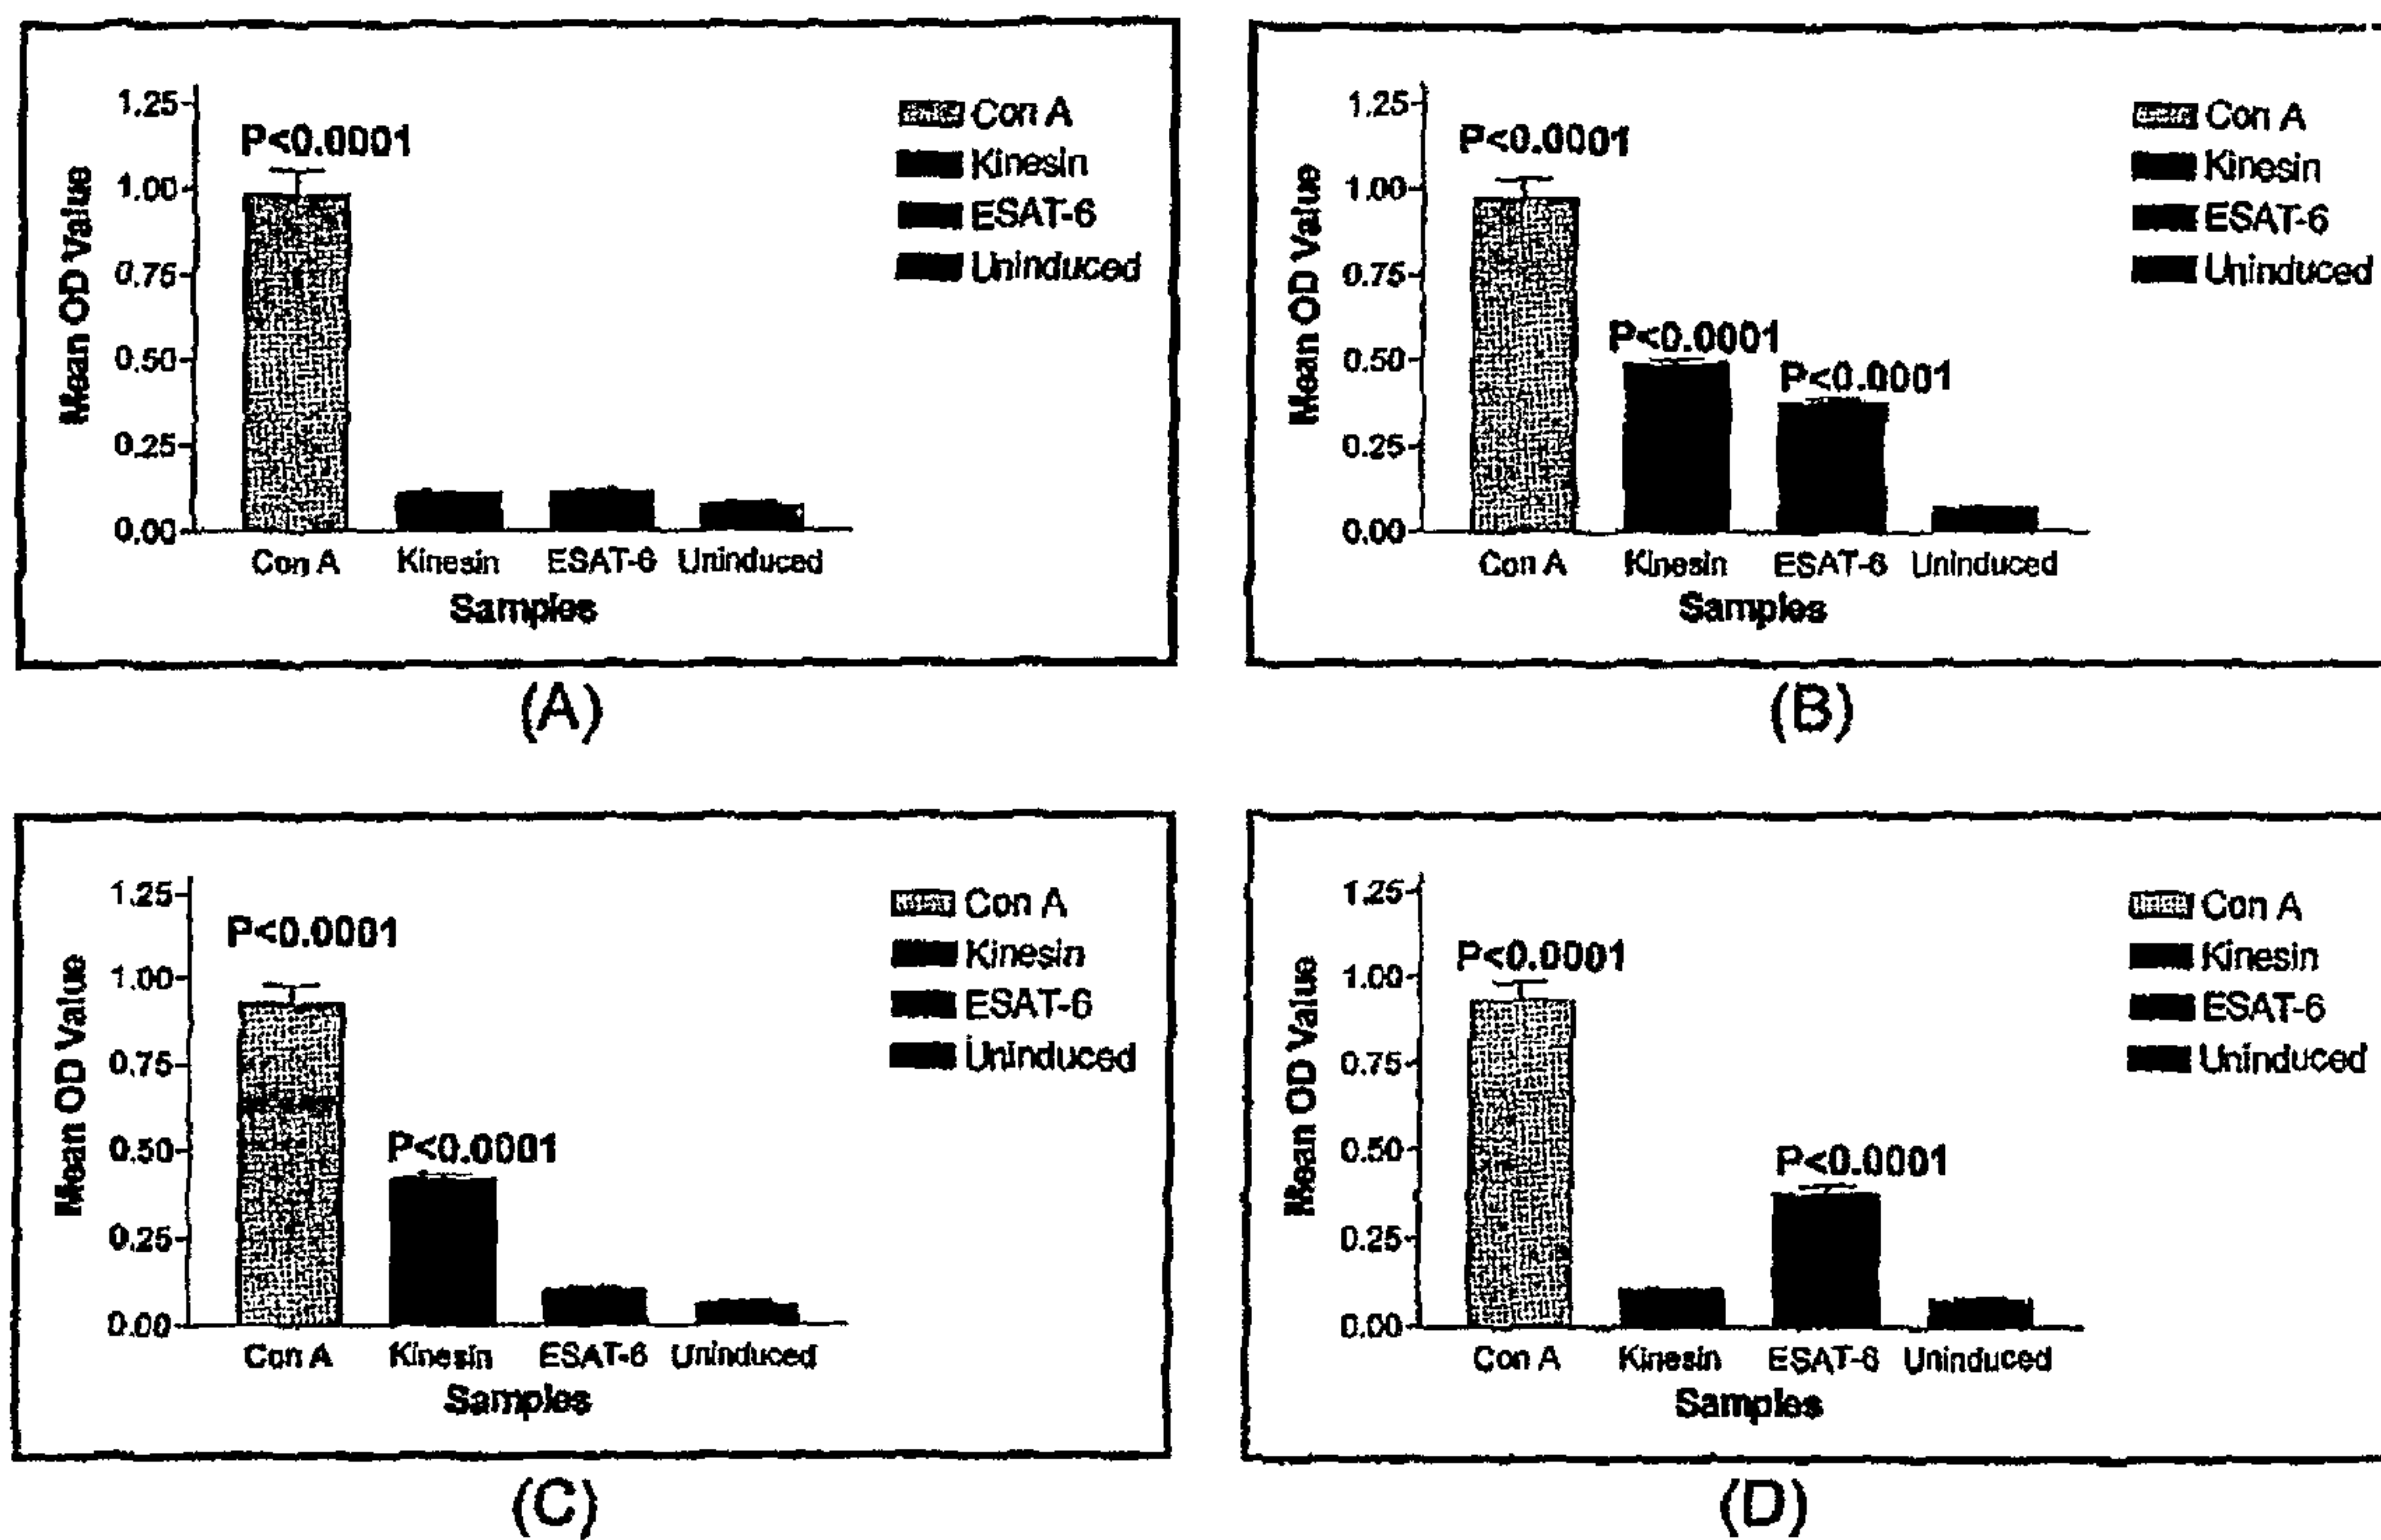 1.25
1.00
0.75
0.50
0.25
0.00
Mean OD Value
P<0.0001
Con A
Kinesin
ESAT-6
Uninduced
Con A Kinesin ESAT-6 Uninduced
Samples
(A)
1.25
1.00
0.75
0.50
0.25
0.00
Mean OD Value
P<0.0001
P<0.0001
P<0.0001
Con A
Kinesin
ESAT-6
Uninduced
Con A Kinesin ESAT-6 Uninduced
Samples
(B)
1.25
1.00
0.75
0.50
0.25
0.00
Mean OD Value
P<0.0001
P<0.0001
Con A
Kinesin
ESAT-6
Uninduced
Con A Kinesin ESAT-6 Uninduced
Samples
(C)
1.25
1.00
0.75
0.50
0.25
0.00
Mean OD Value
P<0.0001
P<0.0001
Con A
Kinesin
ESAT-6
Uninduced
Con A Kinesin ESAT-6 Uninduced
Samples
(D)